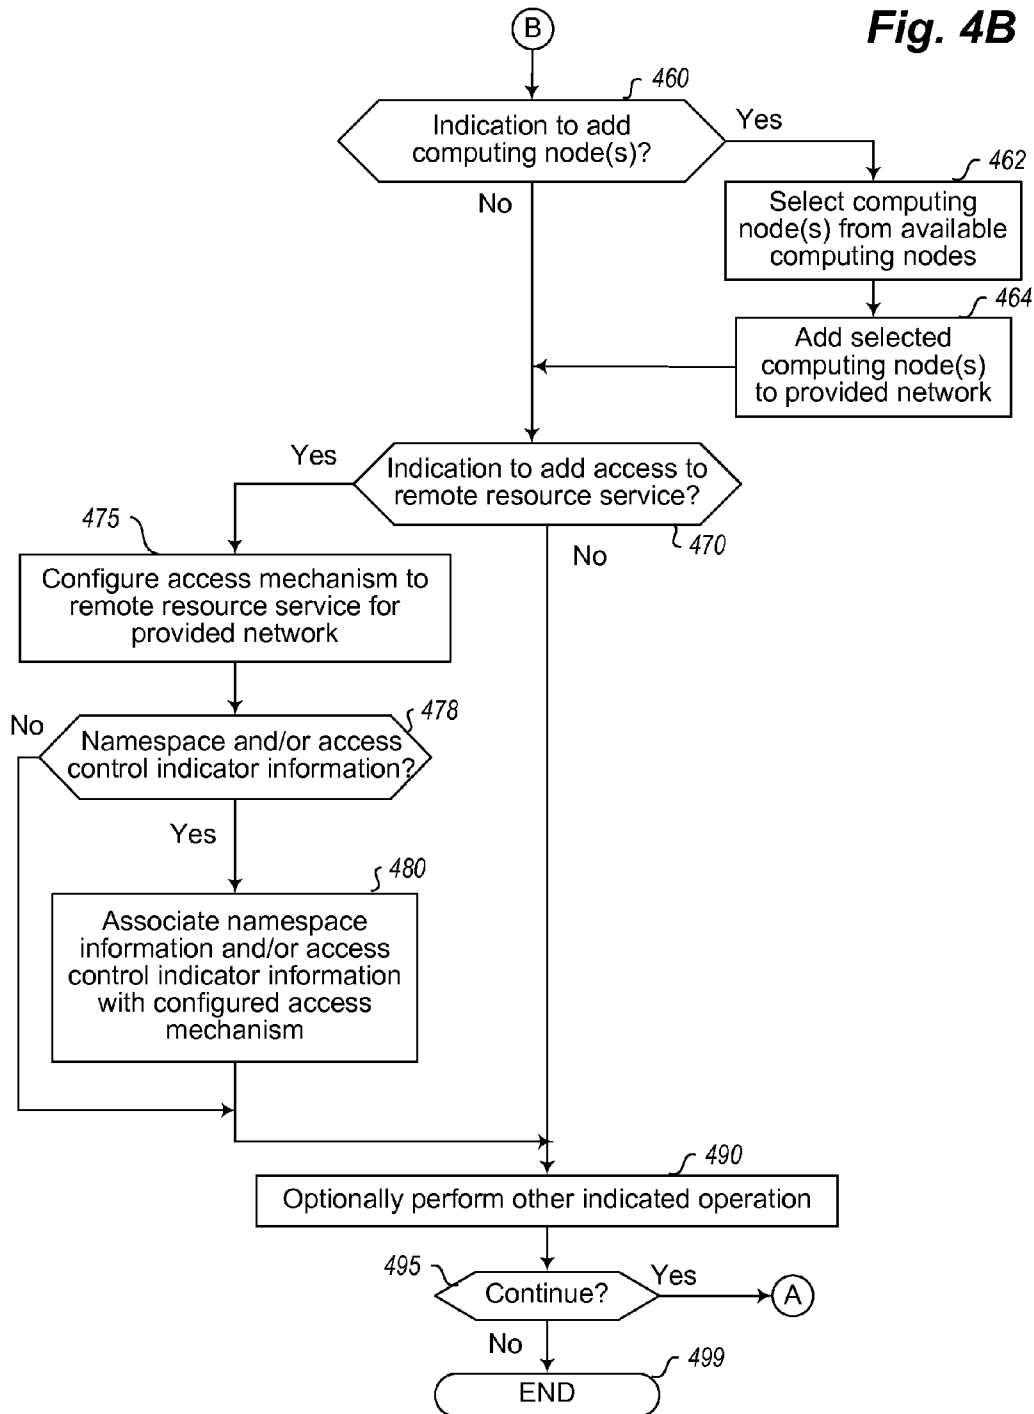 Fig. 4B
B
460
Indication to add
computing node(s)?
Yes
No
462
Select computing
node(s) from available
computing nodes
464
Add selected
computing node(s)
to provided network
Yes
Indication to add access to
remote resource service?
470
No
475
Configure access mechanism to
remote resource service for
provided network
No
478
Namespace and/or access
control indicator information?
Yes
480
Associate namespace
information and/or access
control indicator information
with configured access
mechanism
490
Optionally perform other indicated operation
495
Continue?
Yes
A
No
499
END